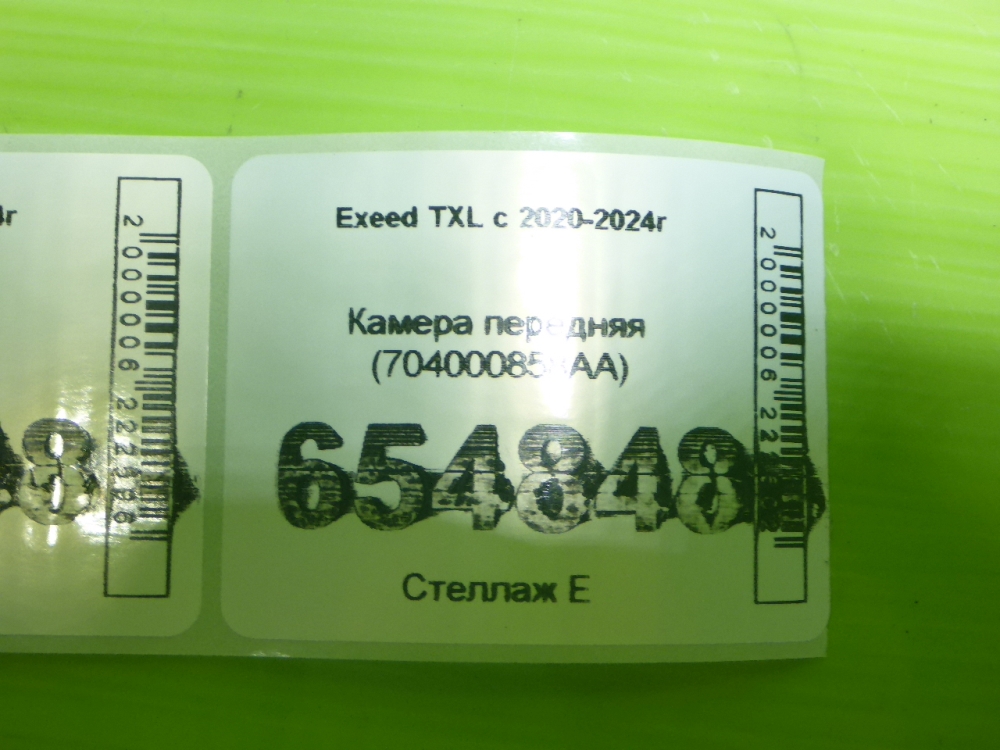 Exeed TXL с 2020-2024г
Камера передняя
654848
Стеллаж Е